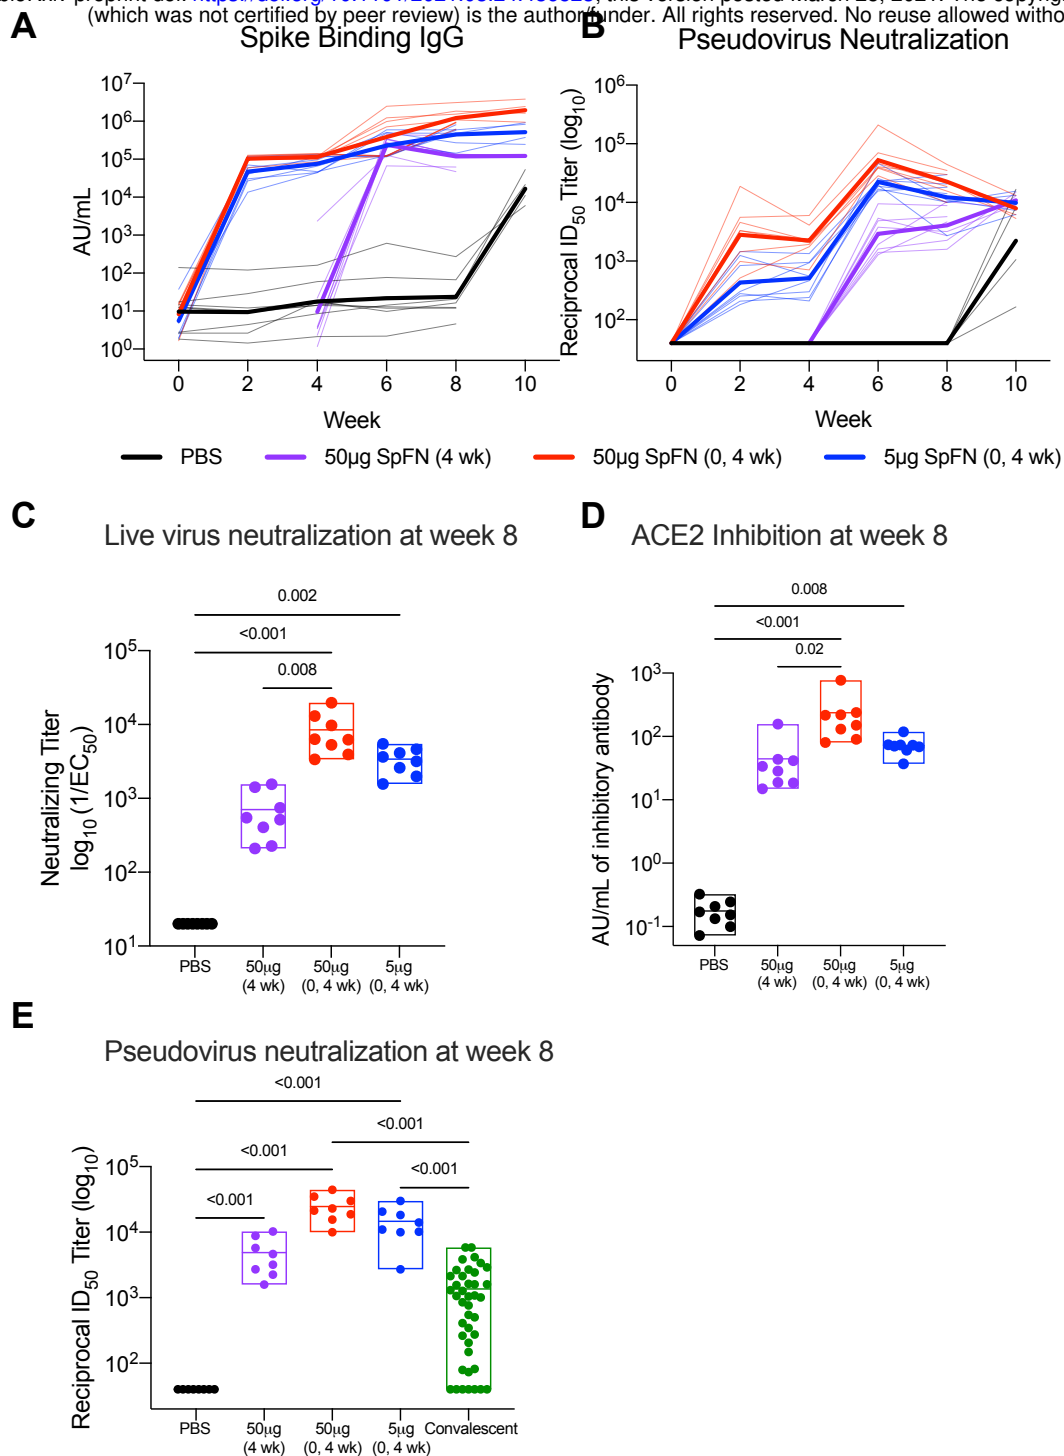 (which was not certified by peer review) is the author/funder. All rights reserved. No reuse allowed
A
Spike Binding IgG
10⁷
10⁶
10⁵
10⁴
10³
10²
10¹
10⁰
AU/mL
0 2 4 6 8 10
Week
B
Pseudovirus Neutralization
10⁶
10⁵
10⁴
10³
10²
Reciprocal ID₅₀ Titer (log₁₀)
0 2 4 6 8 10
Week
PBS 50µg SpFN (4 wk) 50µg SpFN (0, 4 wk) 5µg SpFN (0, 4 wk)
C
Live virus neutralization at week 8
0.002
<0.001
0.008
10⁵
10⁴
10³
10²
10¹
Neutralizing Titer
log₁₀ (1/EC₅₀)
PBS 50µg 50µg 5µg
(4 wk) (0, 4 wk) (0, 4 wk)
D
ACE2 Inhibition at week 8
0.008
<0.001
0.02
10³
10²
10¹
10⁰
10⁻¹
AU/mL of inhibitory antibody
PBS 50µg 50µg 5µg
(4 wk) (0, 4 wk) (0, 4 wk)
E
Pseudovirus neutralization at week 8
<0.001
<0.001
<0.001
<0.001
<0.001
10⁵
10⁴
10³
10²
Reciprocal ID₅₀ Titer (log₁₀)
PBS 50µg 50µg 5µg Convalescent
(4 wk) (0, 4 wk) (0, 4 wk)